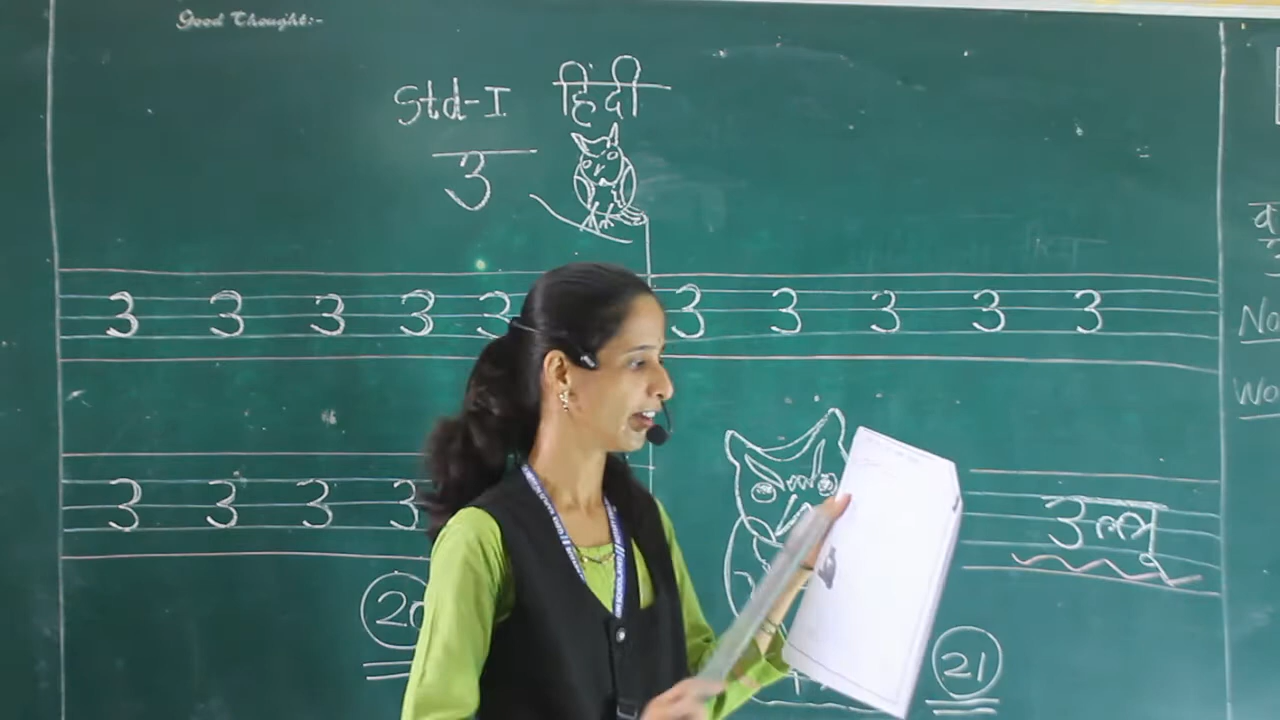 Good Thought:-
Std-I हिंदी
उ
उ उ उ उ उ उ उ उ उ उ
उ उ उ उ
उल्लू
20
21